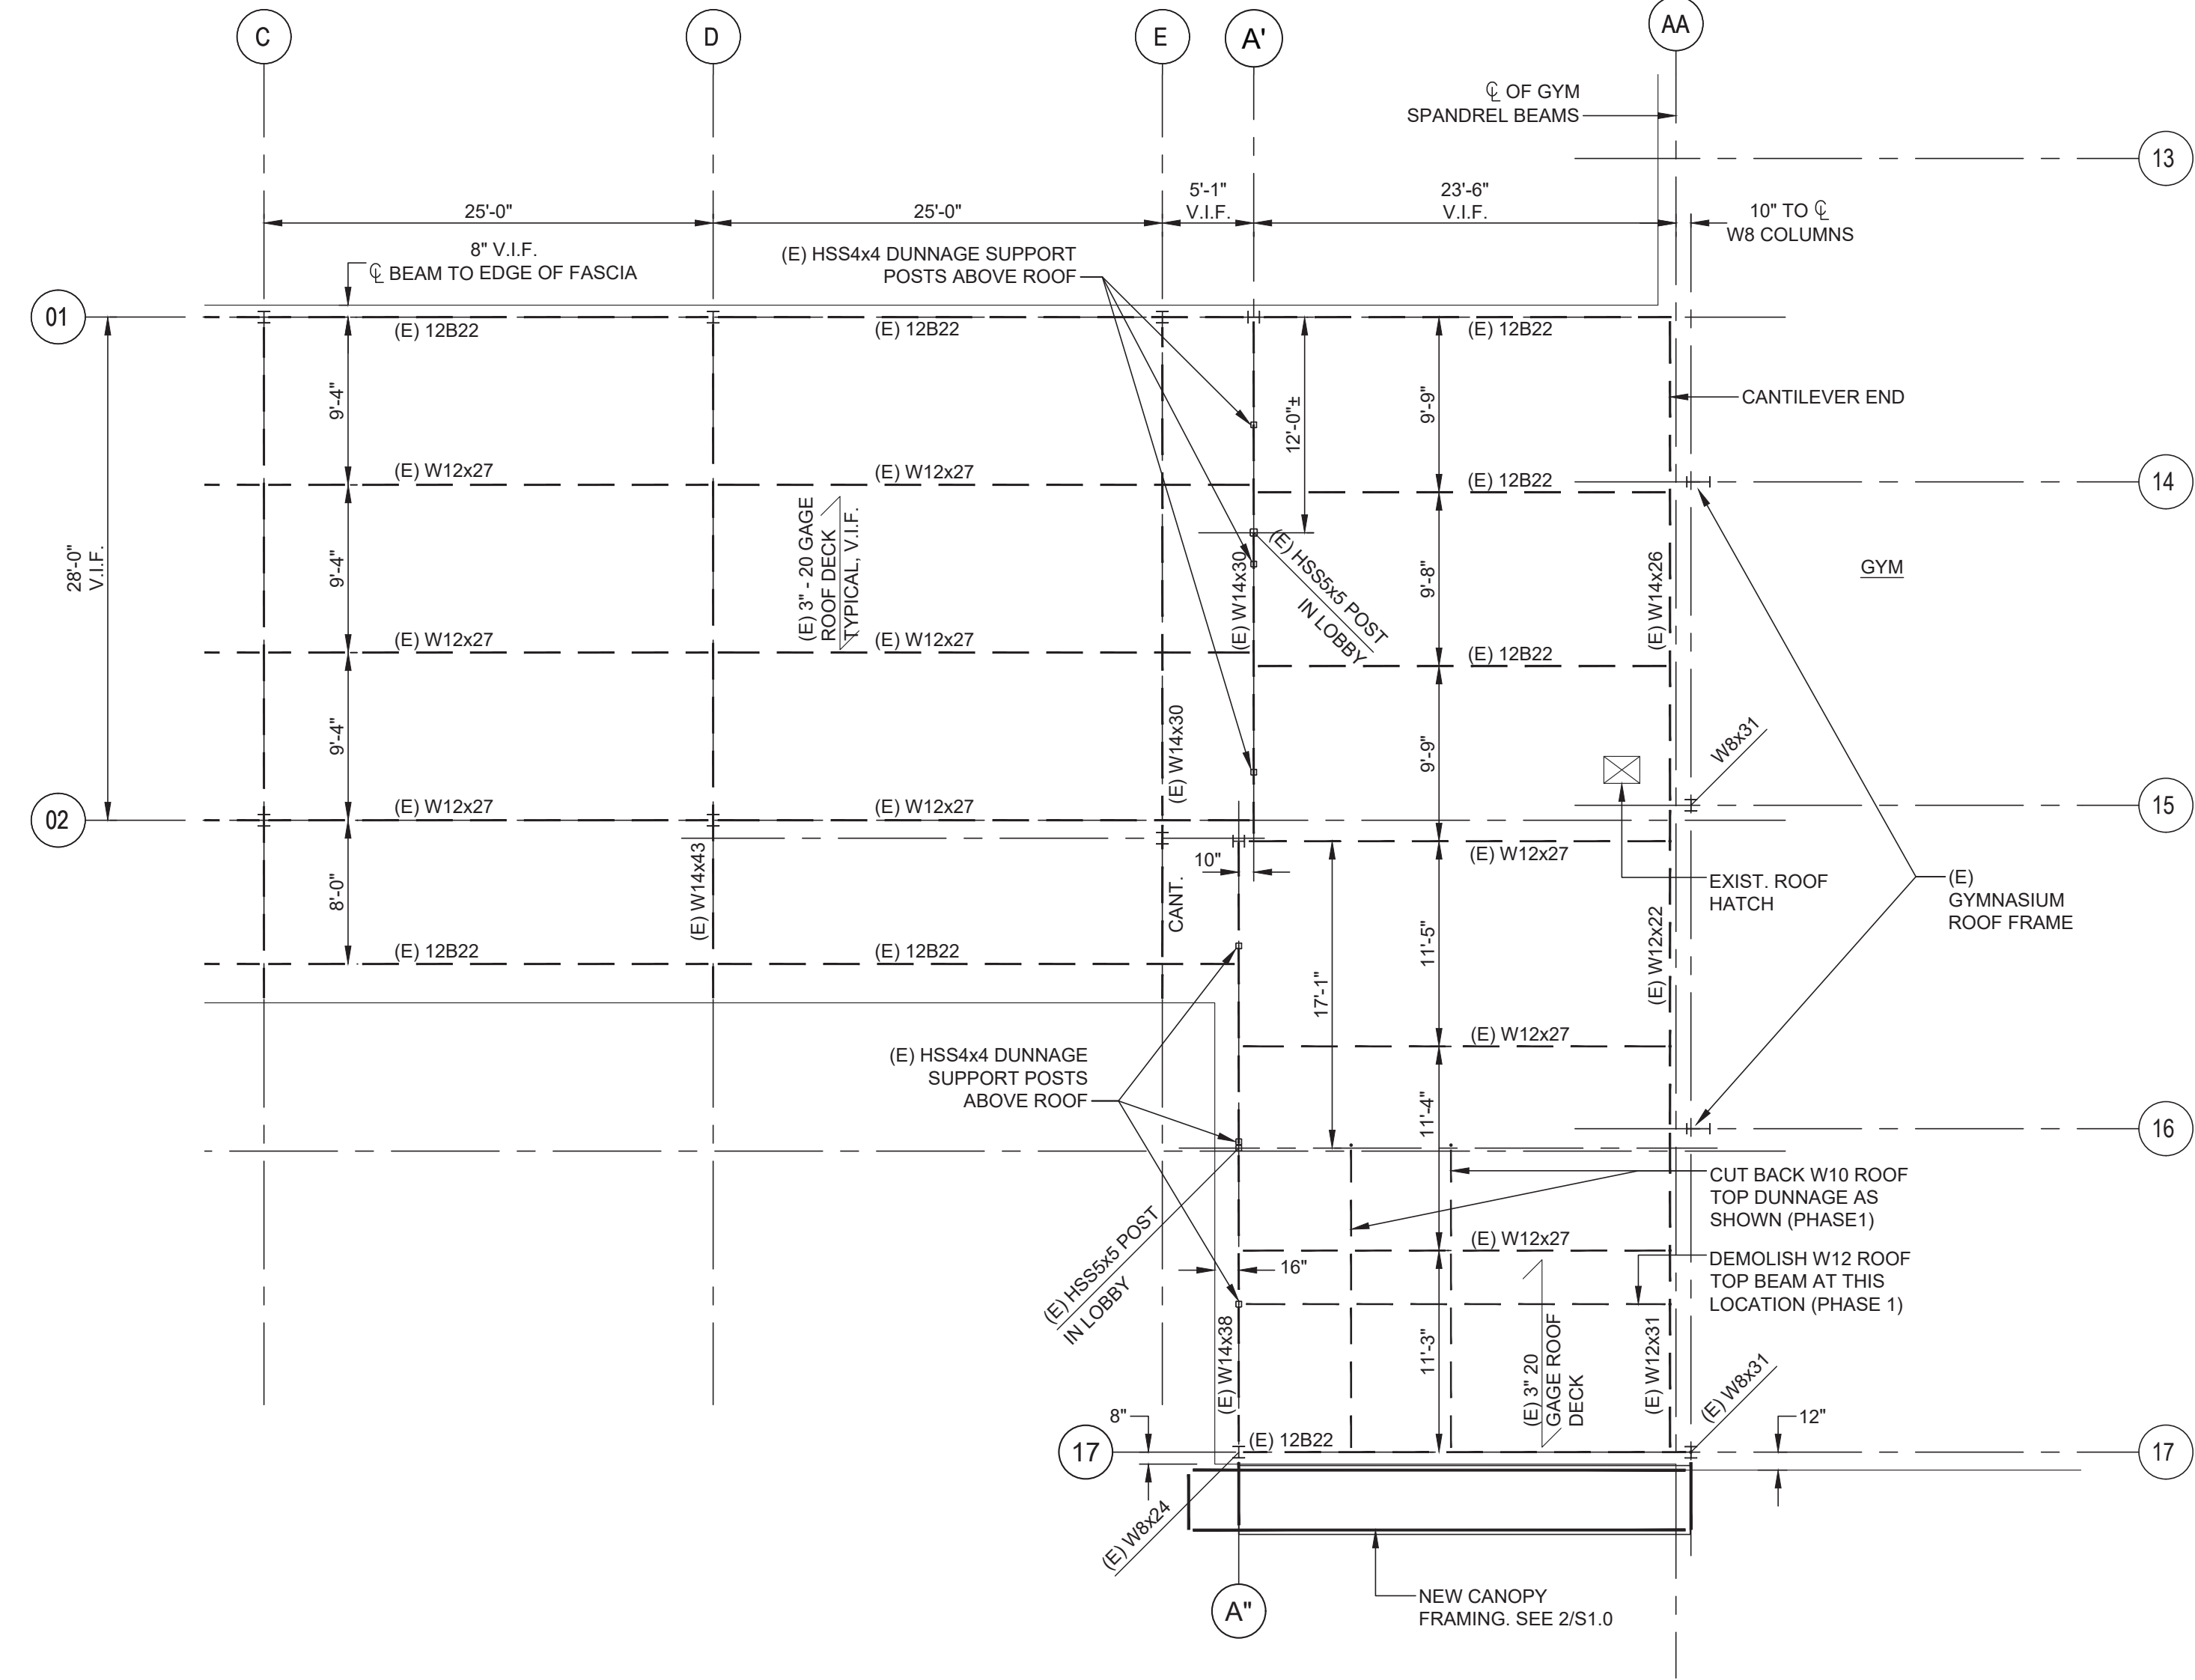 C
D
E
A'
AA
℄ OF GYM
SPANDREL BEAMS
13
25'-0"
25'-0"
5'-1"
V.I.F.
23'-6"
V.I.F.
10" TO ℄
W8 COLUMNS
8" V.I.F.
℄ BEAM TO EDGE OF FASCIA
(E) HSS4x4 DUNNAGE SUPPORT
POSTS ABOVE ROOF
01
(E) 12B22
(E) 12B22
(E) 12B22
9'-4"
12'-0"±
9'-9"
CANTILEVER END
(E) W12x27
(E) W12x27
(E) 12B22
14
28'-0"
V.I.F.
9'-4"
(E) 3" - 20 GAGE
ROOF DECK
TYPICAL, V.I.F.
(E) W14x30
(E) HSS5x5 POST
IN LOBBY
9'-8"
(E) W14x26
GYM
(E) W12x27
(E) W12x27
(E) 12B22
9'-4"
(E) W14x30
9'-9"
W8x31
02
(E) W12x27
(E) W12x27
15
(E) W12x27
10"
8'-0"
(E) W14x43
CANT.
EXIST. ROOF
HATCH
(E)
GYMNASIUM
ROOF FRAME
(E) 12B22
(E) 12B22
17'-1"
11'-5"
(E) W12x22
(E) W12x27
(E) HSS4x4 DUNNAGE
SUPPORT POSTS
ABOVE ROOF
11'-4"
16
CUT BACK W10 ROOF
TOP DUNNAGE AS
SHOWN (PHASE1)
(E) HSS5x5 POST
IN LOBBY
(E) W12x27
16"
DEMOLISH W12 ROOF
TOP BEAM AT THIS
LOCATION (PHASE 1)
(E) W14x38
11'-3"
(E) 3" 20
GAGE ROOF
DECK
(E) W12x31
(E) W8x31
8"
12"
17
(E) 12B22
17
(E) W8x24
NEW CANOPY
FRAMING. SEE 2/S1.0
A"